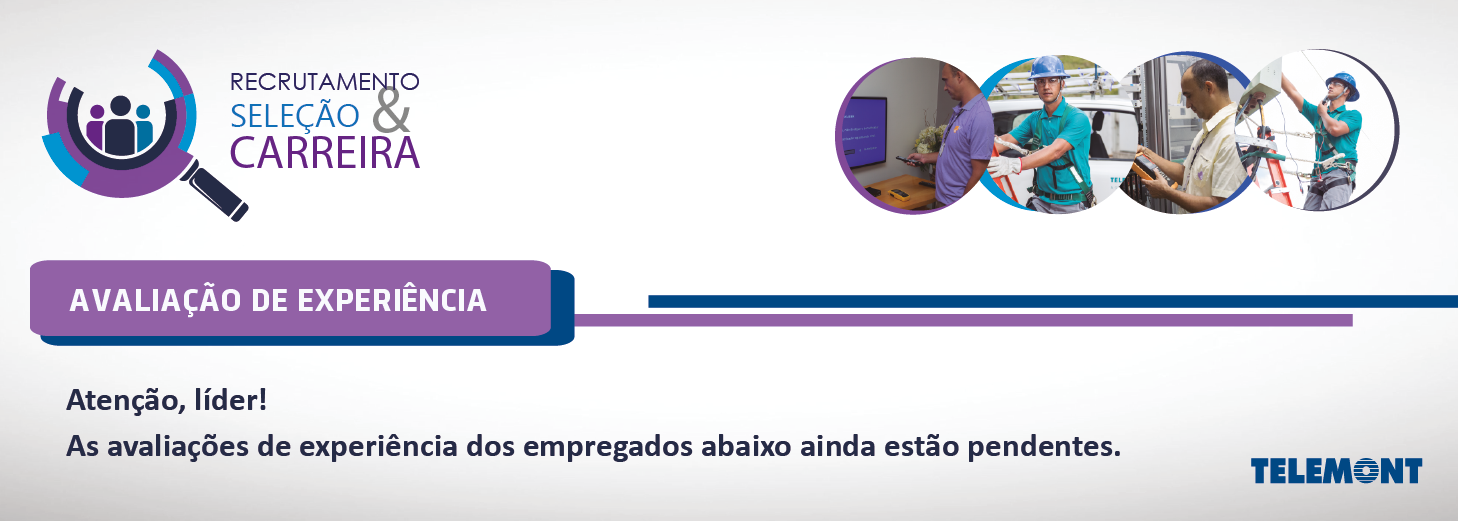 RECRUTAMENTO
SELEÇÃO &
CARREIRA
AVALIAÇÃO DE EXPERIÊNCIA
Atenção, líder!
As avaliações de experiência dos empregados abaixo ainda estão pendentes.
TELEMONT